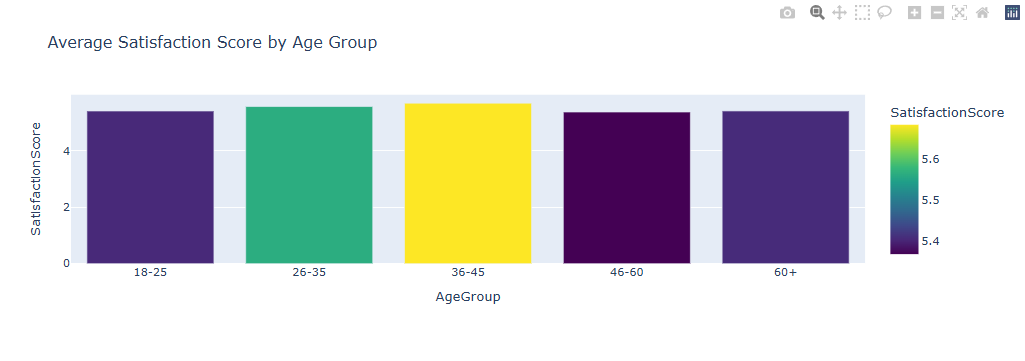 Average Satisfaction Score by Age Group
SatisfactionScore
4
2
0
18-25
26-35
36-45
46-60
60+
AgeGroup
SatisfactionScore
5.6
5.5
5.4